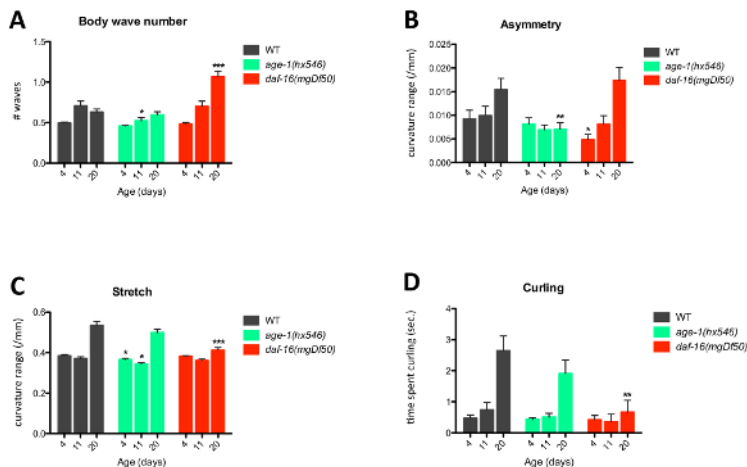 A
Body wave number
1.5
1.0
0.5
0.0
# waves
***
*
4 11 20 4 11 20 4 11 20
Age (days)
WT
age-1(hx546)
daf-16(mgDf50)
B
Asymmetry
0.025
0.020
0.015
0.010
0.005
0.000
curvature range (/mm)
**
*
4 11 20 4 11 20 4 11 20
Age (days)
WT
age-1(hx546)
daf-16(mgDf50)
C
Stretch
0.6
0.4
0.2
0.0
curvature range (/mm)
* * ***
4 11 20 4 11 20 4 11 20
Age (days)
WT
age-1(hx546)
daf-16(mgDf50)
D
Curling
4
3
2
1
0
time spent curling (sec.)
**
4 11 20 4 11 20 4 11 20
Age (days)
WT
age-1(hx546)
daf-16(mgDf50)